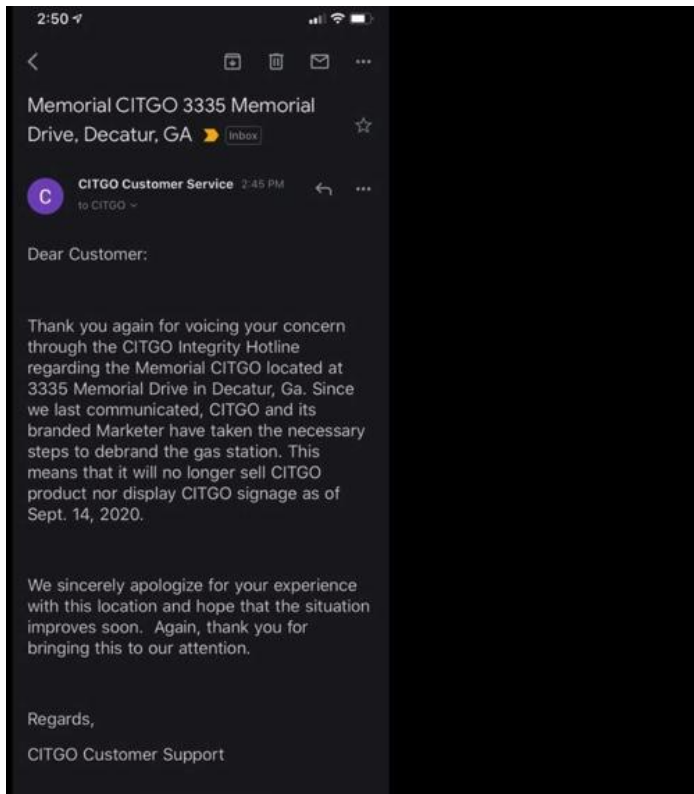 2:50
Memorial CITGO 3335 Memorial
Drive, Decatur, GA Inbox
C
CITGO Customer Service 2:45 PM
to CITGO
Dear Customer:
Thank you again for voicing your concern
through the CITGO Integrity Hotline
regarding the Memorial CITGO located at
3335 Memorial Drive in Decatur, Ga. Since
we last communicated, CITGO and its
branded Marketer have taken the necessary
steps to debrand the gas station. This
means that it will no longer sell CITGO
product nor display CITGO signage as of
Sept. 14, 2020.
We sincerely apologize for your experience
with this location and hope that the situation
improves soon.  Again, thank you for
bringing this to our attention.
Regards,
CITGO Customer Support